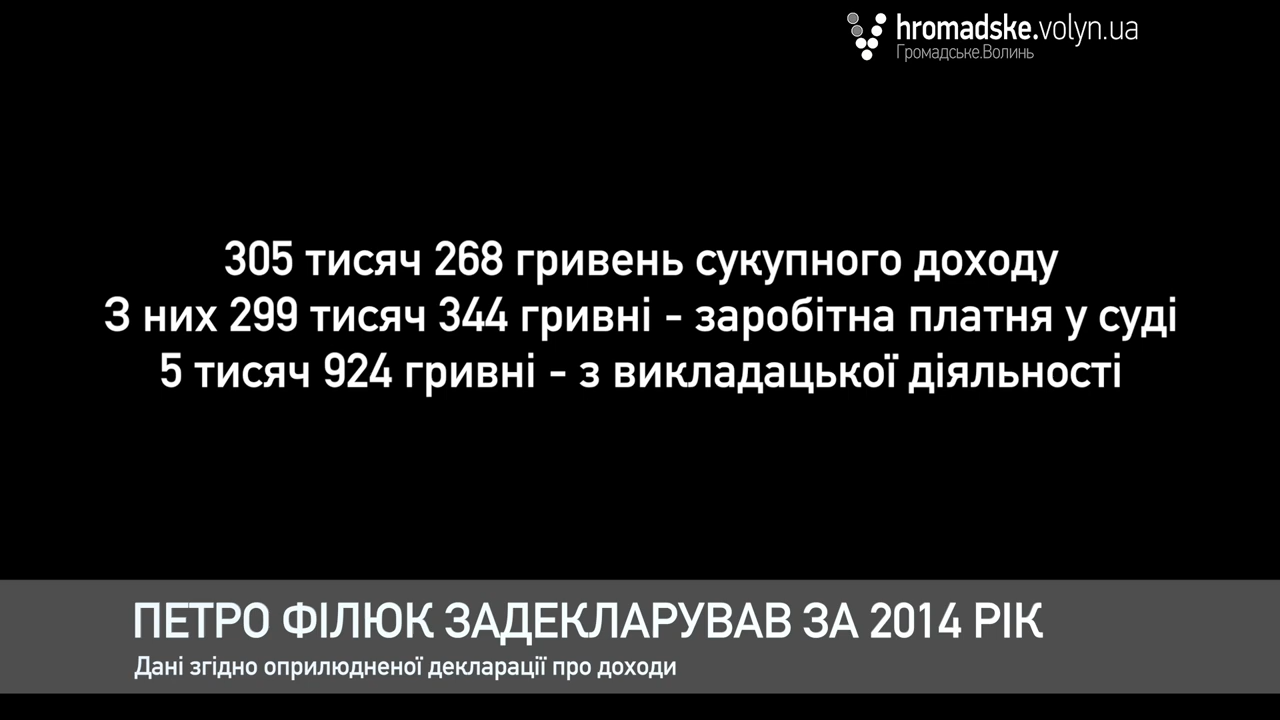 hromadske.volyn.ua
Громадське.Волинь
305 тисяч 268 гривень сукупного доходу
З них 299 тисяч 344 гривні - заробітна платня у суді
5 тисяч 924 гривні - з викладацької діяльності
ПЕТРО ФІЛЮК ЗАДЕКЛАРУВАВ ЗА 2014 РІК
Дані згідно оприлюдненої декларації про доходи